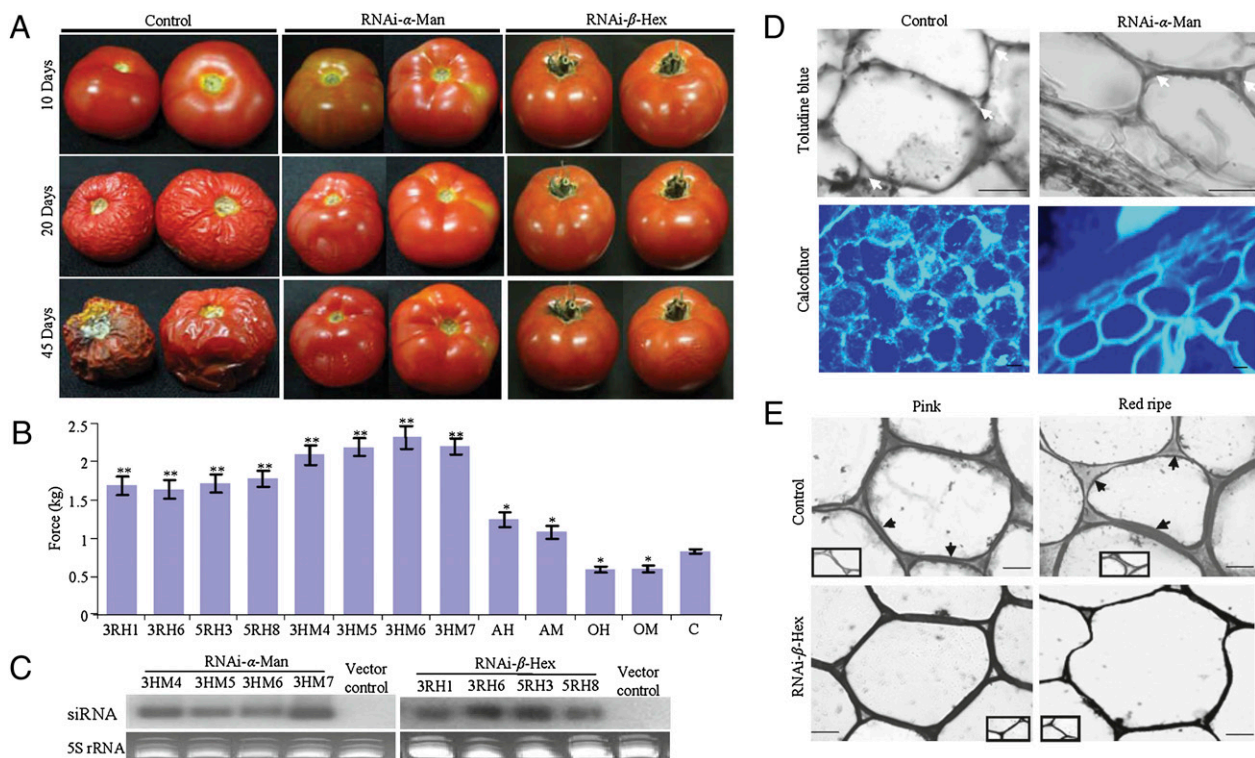 A
Control
RNAi-α-Man
RNAi-β-Hex
10 Days
20 Days
45 Days
B
Force (kg)
2.5
2
1.5
1
0.5
0
** ** ** ** ** ** ** ** * * * *
3RH1 3RH6 5RH3 5RH8 3HM4 3HM5 3HM6 3HM7 AH AM OH OM C
C
RNAi-α-Man
Vector control
RNAi-β-Hex
Vector control
3HM4 3HM5 3HM6 3HM7
3RH1 3RH6 5RH3 5RH8
siRNA
5S rRNA
D
Control
RNAi-α-Man
Toludine blue
Calcofluor
E
Pink
Red ripe
Control
RNAi-β-Hex